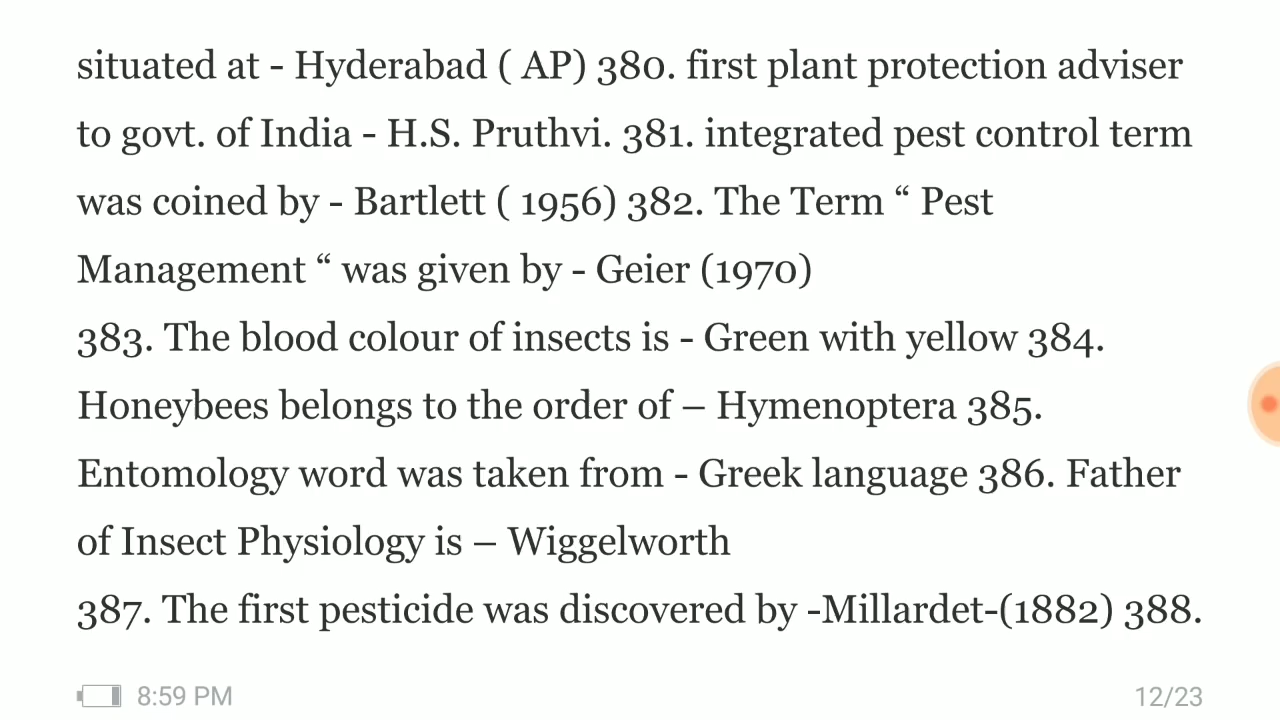 situated at - Hyderabad ( AP) 380. first plant protection adviser
to govt. of India - H.S. Pruthvi. 381. integrated pest control term
was coined by - Bartlett ( 1956) 382. The Term “ Pest
Management “ was given by - Geier (1970)
383. The blood colour of insects is - Green with yellow 384.
Honeybees belongs to the order of – Hymenoptera 385.
Entomology word was taken from - Greek language 386. Father
of Insect Physiology is – Wiggelworth
387. The first pesticide was discovered by -Millardet-(1882) 388.
8:59 PM
12/23